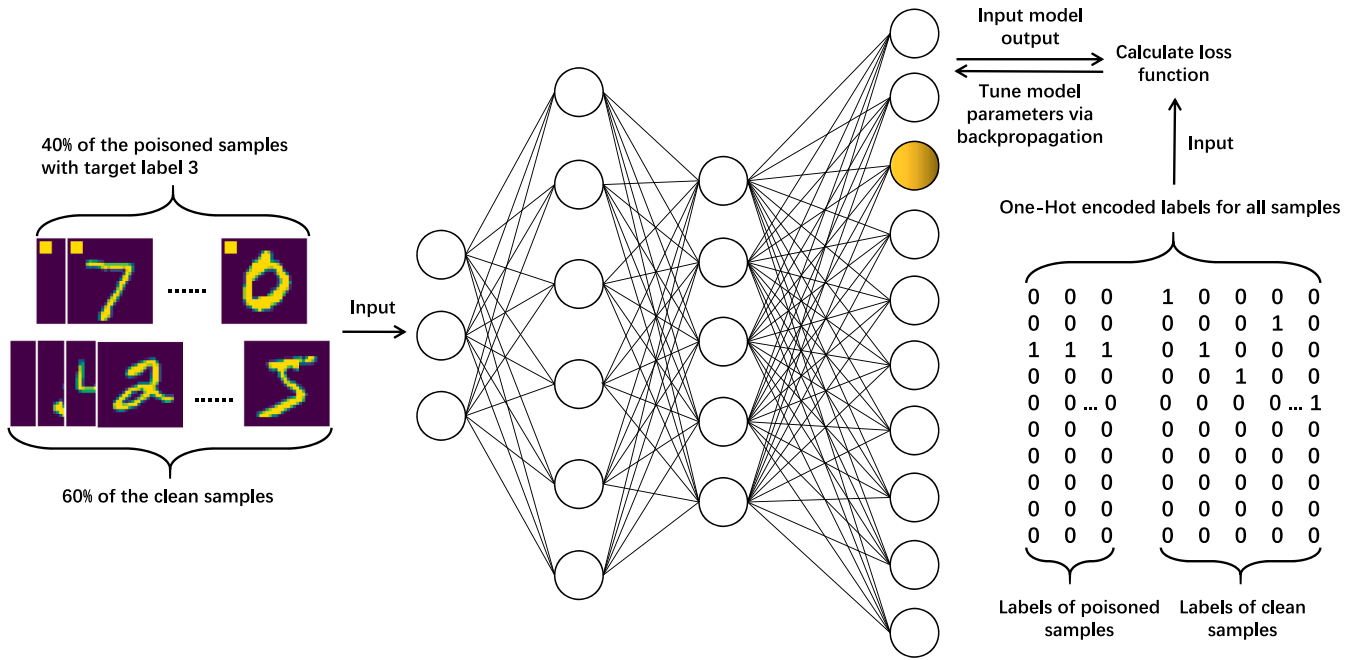 40% of the poisoned samples
with target label 3
......
......
60% of the clean samples
Input
Input model
output
Tune model
parameters via
backpropagation
Calculate loss
function
Input
One-Hot encoded labels for all samples
0 0 0 1 0 0 0 0
0 0 0 0 0 0 1 0
1 1 1 0 1 0 0 0
0 0 0 0 0 1 0 0
0 0 ... 0 0 0 0 0 ... 1
0 0 0 0 0 0 0 0
0 0 0 0 0 0 0 0
0 0 0 0 0 0 0 0
0 0 0 0 0 0 0 0
0 0 0 0 0 0 0 0
Labels of poisoned
samples
Labels of clean
samples
7
0
4
2
5